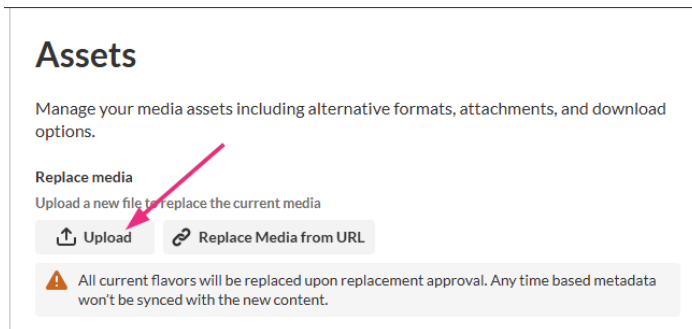 Assets
Manage your media assets including alternative formats, attachments, and download
options.
Replace media
Upload a new file to replace the current media
Upload
Replace Media from URL
All current flavors will be replaced upon replacement approval. Any time based metadata
won't be synced with the new content.